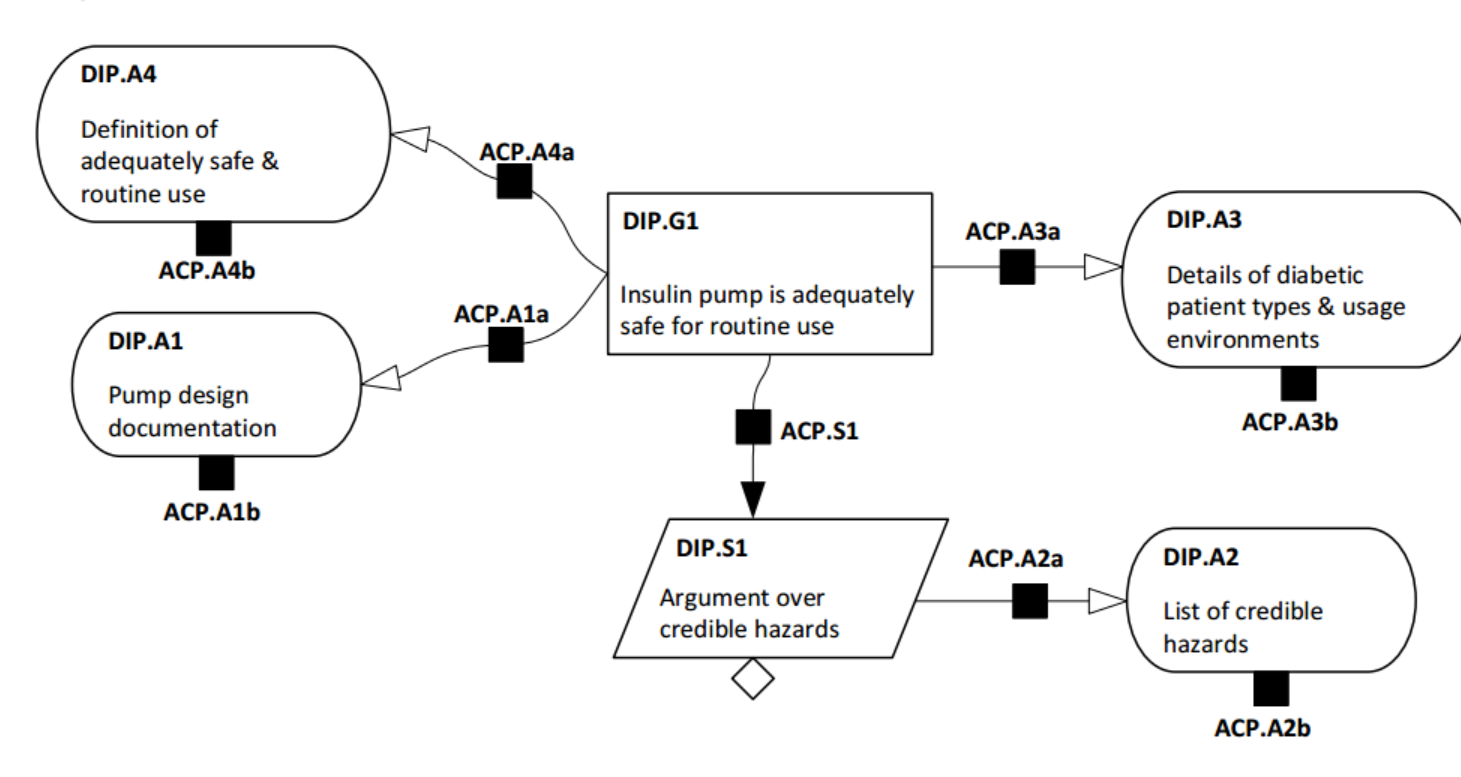 DIP.A4
Definition of
adequately safe &
routine use
ACP.A4b
ACP.A4a
DIP.G1
Insulin pump is adequately
safe for routine use
ACP.A3a
DIP.A3
Details of diabetic
patient types & usage
environments
ACP.A3b
ACP.A1a
DIP.A1
Pump design
documentation
ACP.A1b
ACP.S1
DIP.S1
Argument over
credible hazards
ACP.A2a
DIP.A2
List of credible
hazards
ACP.A2b